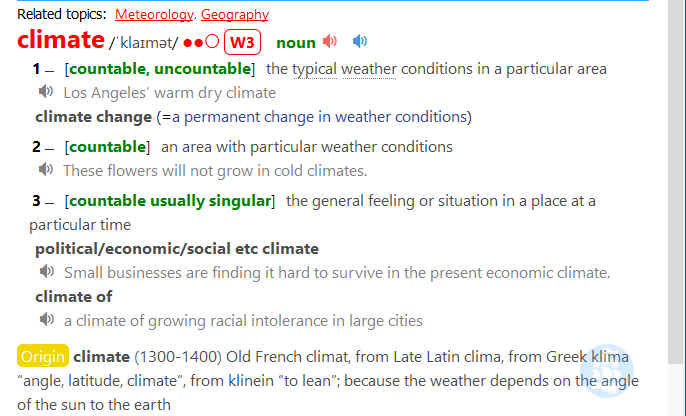 Related topics: Meteorology, Geography
climate /ˈklaɪmət/ ●●○ W3 noun
1 – [countable, uncountable] the typical weather conditions in a particular area
Los Angeles’ warm dry climate
climate change (=a permanent change in weather conditions)
2 – [countable] an area with particular weather conditions
These flowers will not grow in cold climates.
3 – [countable usually singular] the general feeling or situation in a place at a
particular time
political/economic/social etc climate
Small businesses are finding it hard to survive in the present economic climate.
climate of
a climate of growing racial intolerance in large cities
Origin climate (1300-1400) Old French climat, from Late Latin clima, from Greek klima
“angle, latitude, climate”, from klinein “to lean”; because the weather depends on the angle
of the sun to the earth